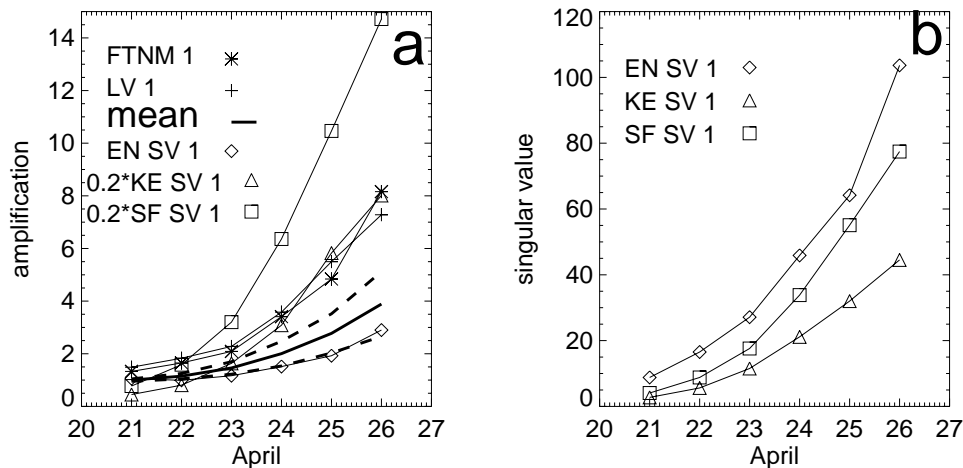 a
amplification
14
12
10
8
6
4
2
0
FTNM 1
LV 1
mean
EN SV 1
0.2*KE SV 1
0.2*SF SV 1
20 21 22 23 24 25 26 27
April
b
singular value
120
100
80
60
40
20
0
EN SV 1
KE SV 1
SF SV 1
20 21 22 23 24 25 26 27
April